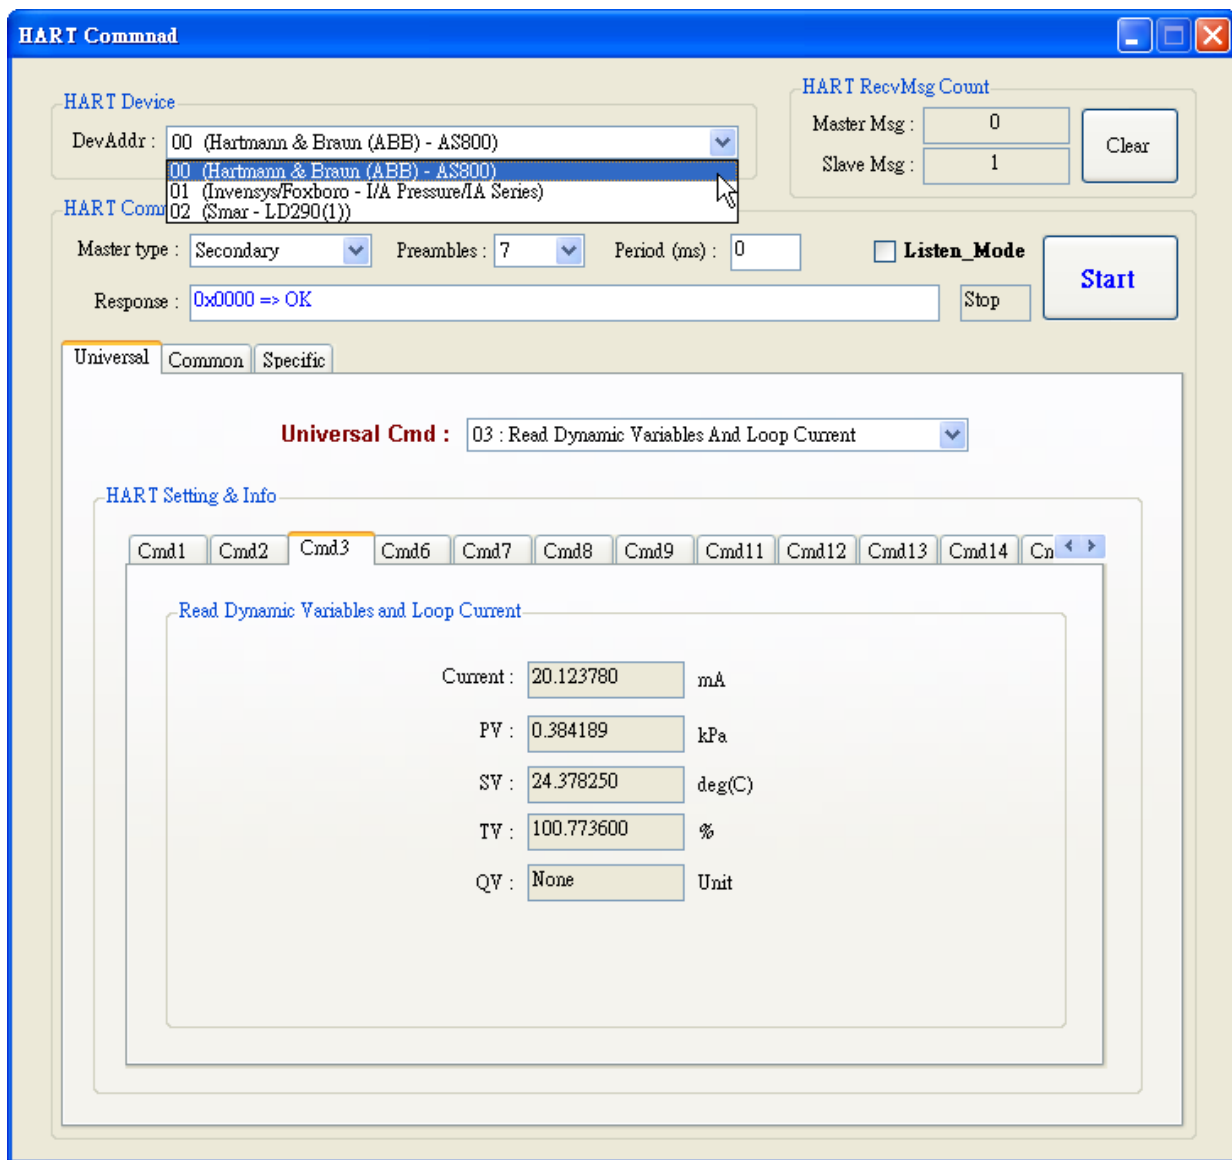 HART Commnad
HART Device
DevAddr : 00 (Hartmann & Braun (ABB) - AS800)
00 (Hartmann & Braun (ABB) - AS800)
01 (Invensys/Foxboro - I/A Pressure/IA Series)
02 (Smar - LD290(1))
HART RecvMsg Count
Master Msg : 0
Slave Msg : 1
Clear
HART Com
Master type : Secondary Preambles : 7 Period (ms) : 0 Listen_Mode
Start
Response : 0x0000 => OK Stop
Universal Common Specific
Universal Cmd : 03 : Read Dynamic Variables And Loop Current
HART Setting & Info
Cmd1 Cmd2 Cmd3 Cmd6 Cmd7 Cmd8 Cmd9 Cmd11 Cmd12 Cmd13 Cmd14 Cn
Read Dynamic Variables and Loop Current
Current : 20.123780 mA
PV : 0.384189 kPa
SV : 24.378250 deg(C)
TV : 100.773600 %
QV : None Unit